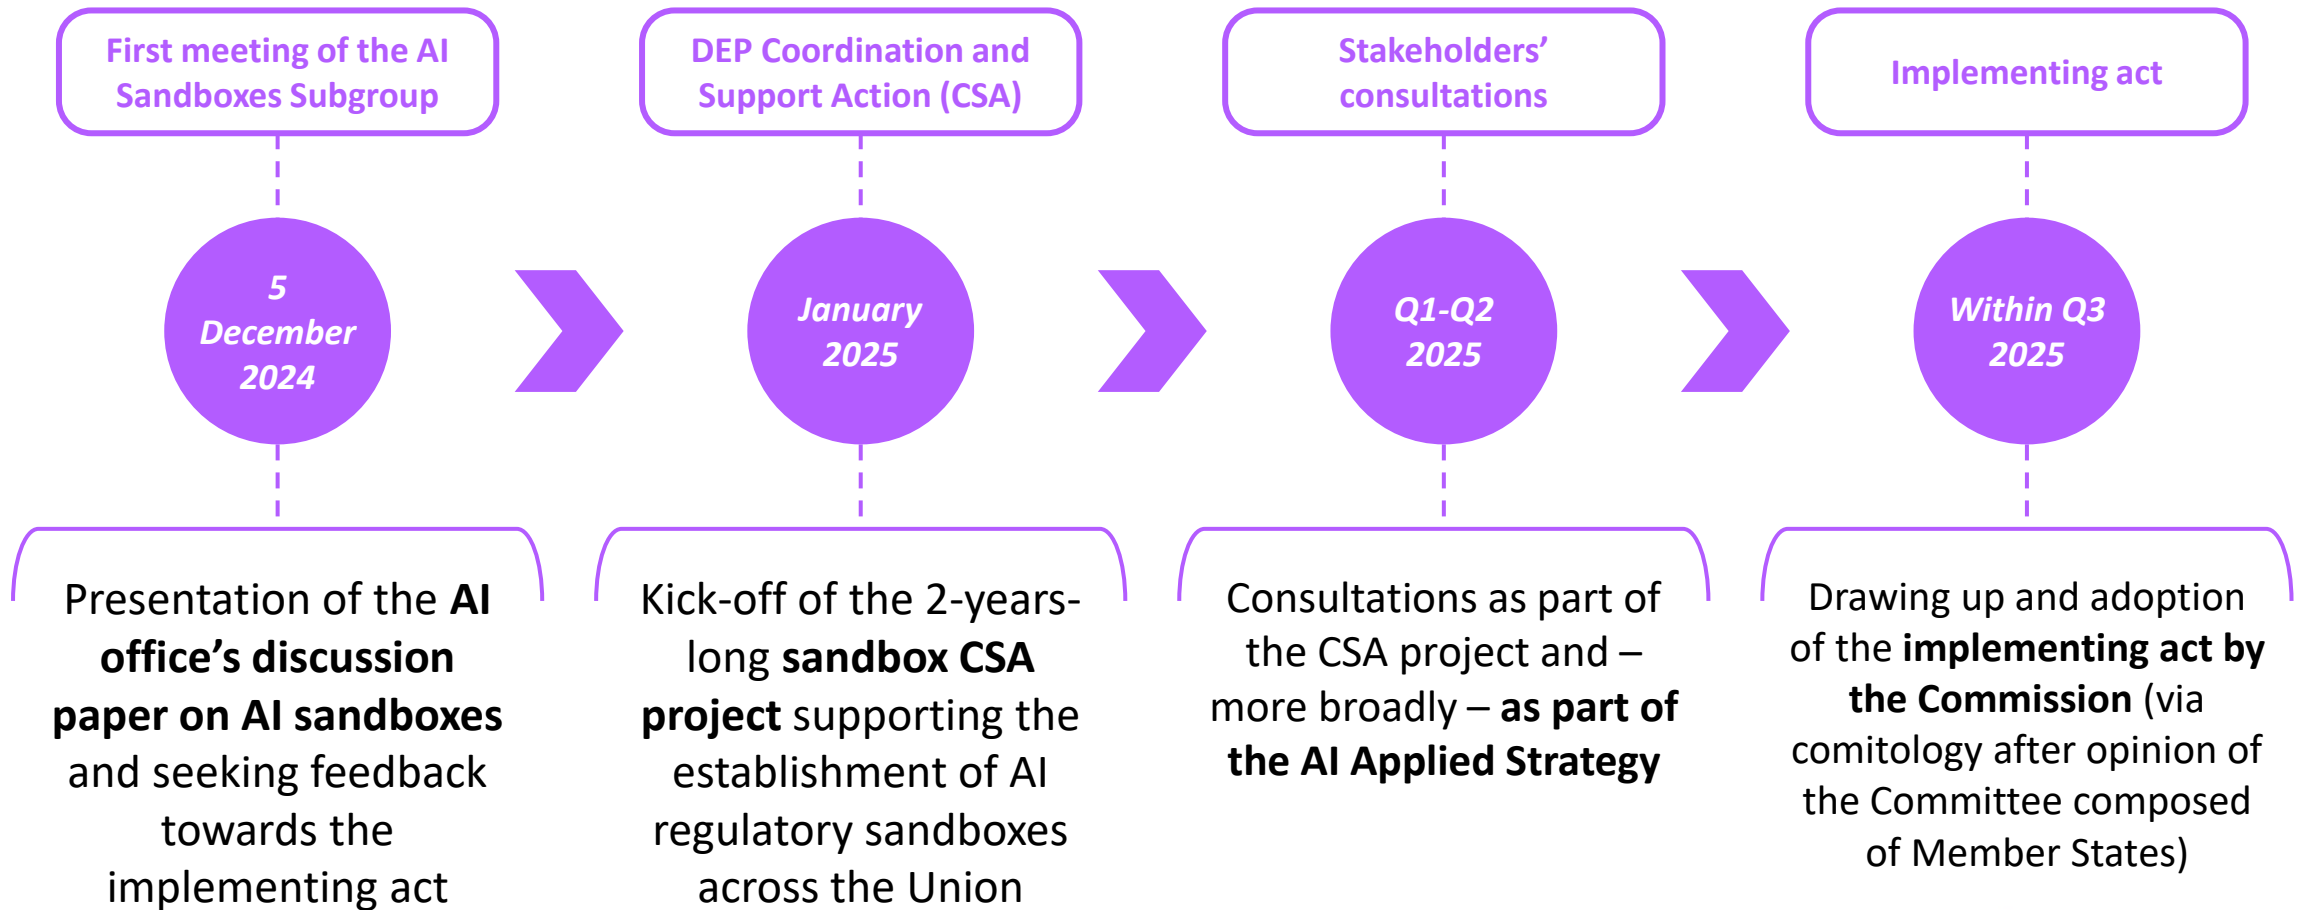 First meeting of the AI
Sandboxes Subgroup
5
December
2024
Presentation of the AI
office’s discussion
paper on AI sandboxes
and seeking feedback
towards the
implementing act
DEP Coordination and
Support Action (CSA)
January
2025
Kick-off of the 2-years-
long sandbox CSA
project supporting the
establishment of AI
regulatory sandboxes
across the Union
Stakeholders’
consultations
Q1-Q2
2025
Consultations as part of
the CSA project and –
more broadly – as part of
the AI Applied Strategy
Implementing act
Within Q3
2025
Drawing up and adoption
of the implementing act by
the Commission (via
comitology after opinion of
the Committee composed
of Member States)